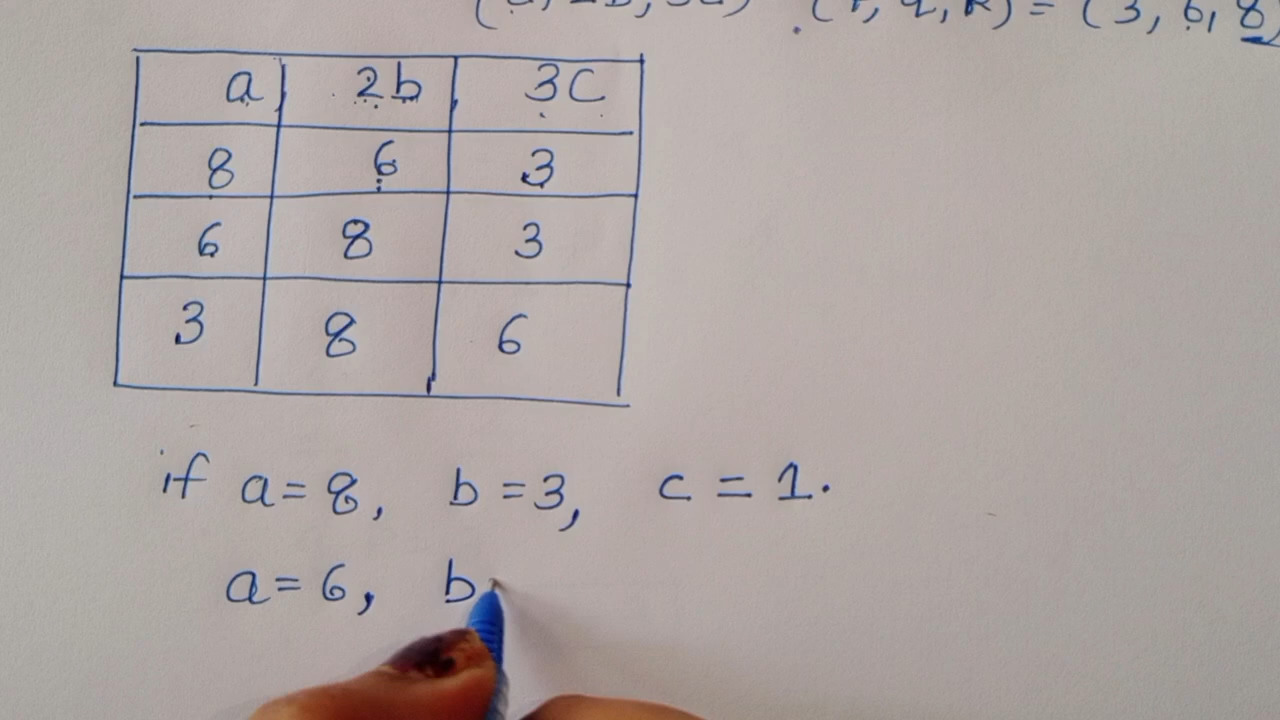 (3, 6, 8)
a 2b 3c
8 6 3
6 8 3
3 8 6
if a=8, b=3, c=1.
a=6, b